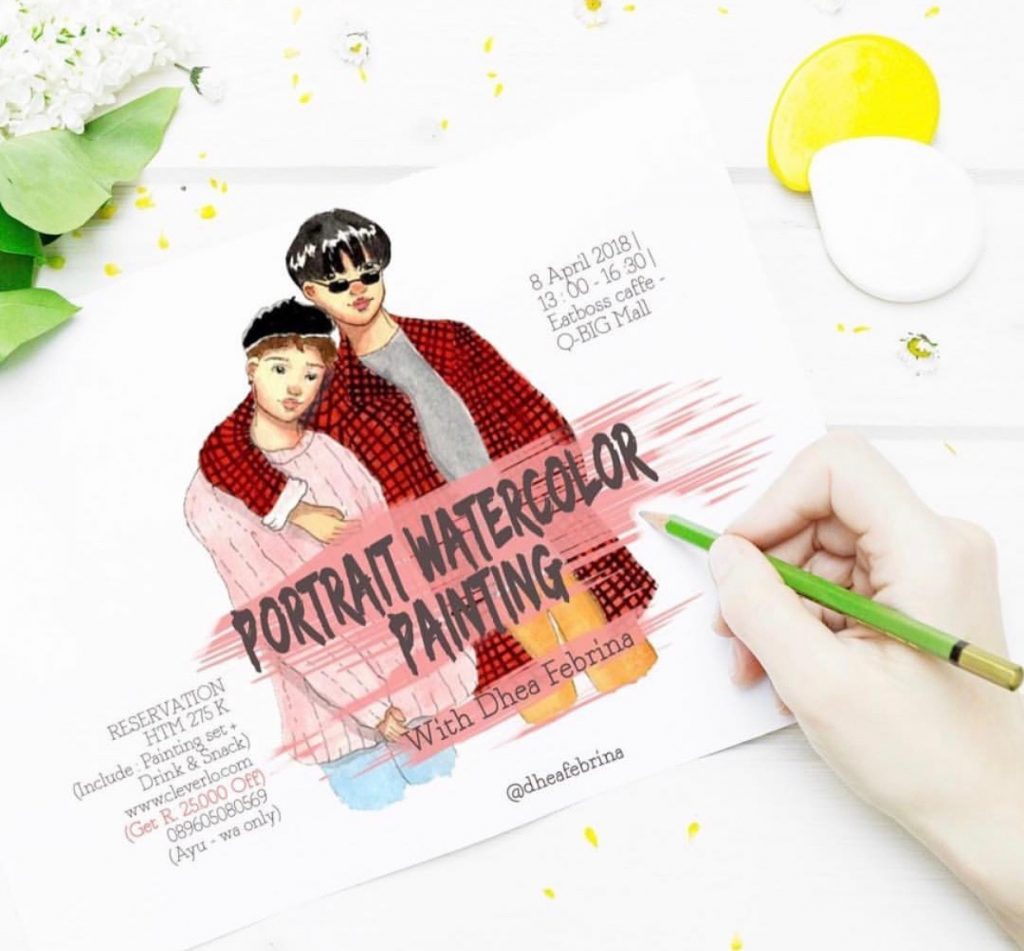 8 April 2018 |
13 : 00 - 16 :30 |
Eatboss caffe -
Q-BIG Mall
PORTRAIT WATERCOLOR
PAINTING
With Dhea Febrina
@dheafebrina
RESERVATION
HTM 275 K
(Include : Painting set +
Drink & Snack)
www.cleverlo.com
(Get R. 25.000 Off)
089605080569
(Ayu - wa only)